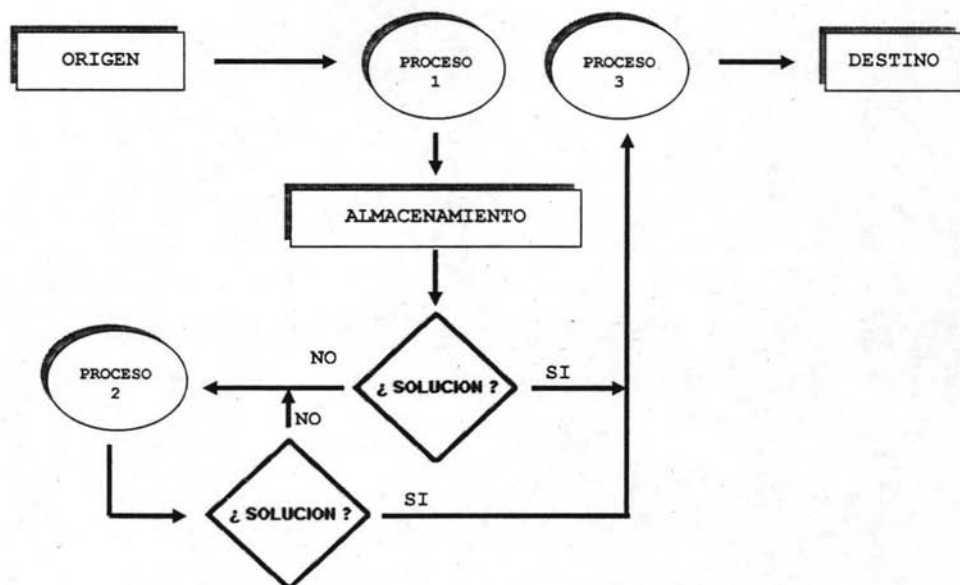 ORIGEN
PROCESO
1
PROCESO
3
DESTINO
ALMACENAMIENTO
¿ SOLUCION ?
NO
SI
PROCESO
2
NO
¿ SOLUCION ?
SI